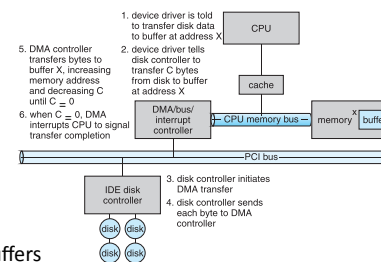 1. device driver is told
to transfer disk data
to buffer at address X
2. device driver tells
disk controller to
transfer C bytes
from disk to buffer
at address X
5. DMA controller
transfers bytes to
buffer X, increasing
memory address
and decreasing C
until C = 0
6. when C = 0, DMA
interrupts CPU to signal
transfer completion
CPU
cache
DMA/bus/
interrupt
controller
CPU memory bus
memory
X
buffe
PCI bus
IDE disk
controller
3. disk controller initiates
DMA transfer
4. disk controller sends
each byte to DMA
controller
disk
disk
disk
disk
uffers